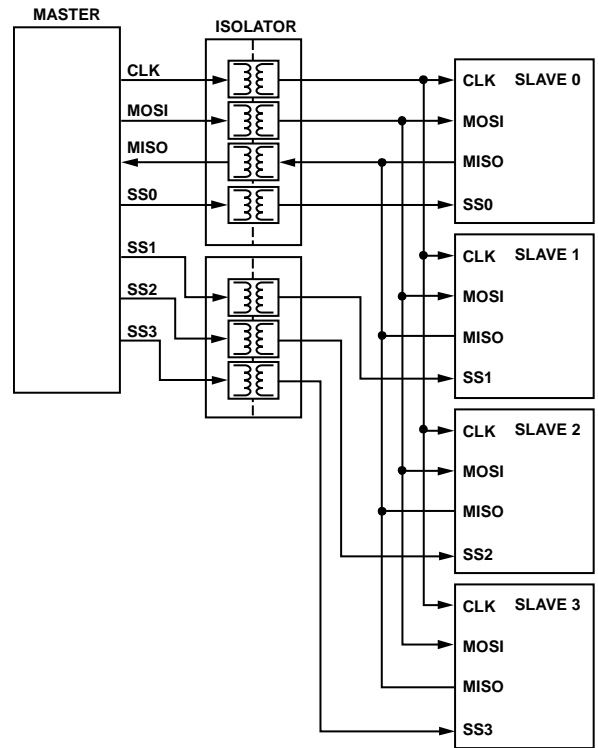 MASTER
ISOLATOR
CLK
MOSI
MISO
SS0
SS1
SS2
SS3
CLK SLAVE 0
MOSI
MISO
SS0
CLK SLAVE 1
MOSI
MISO
SS1
CLK SLAVE 2
MOSI
MISO
SS2
CLK SLAVE 3
MOSI
MISO
SS3